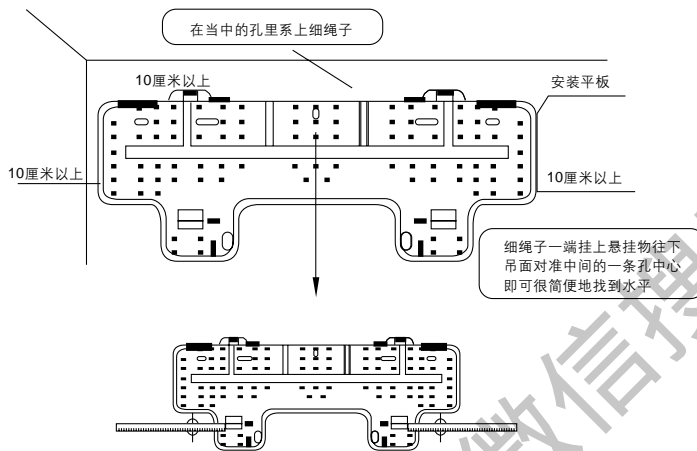 在当中的孔里系上细绳子
10厘米以上
安装平板
10厘米以上
10厘米以上
细绳子一端挂上悬挂物往下
吊面对准中间的一条孔中心
即可很简便地找到水平
微信搜